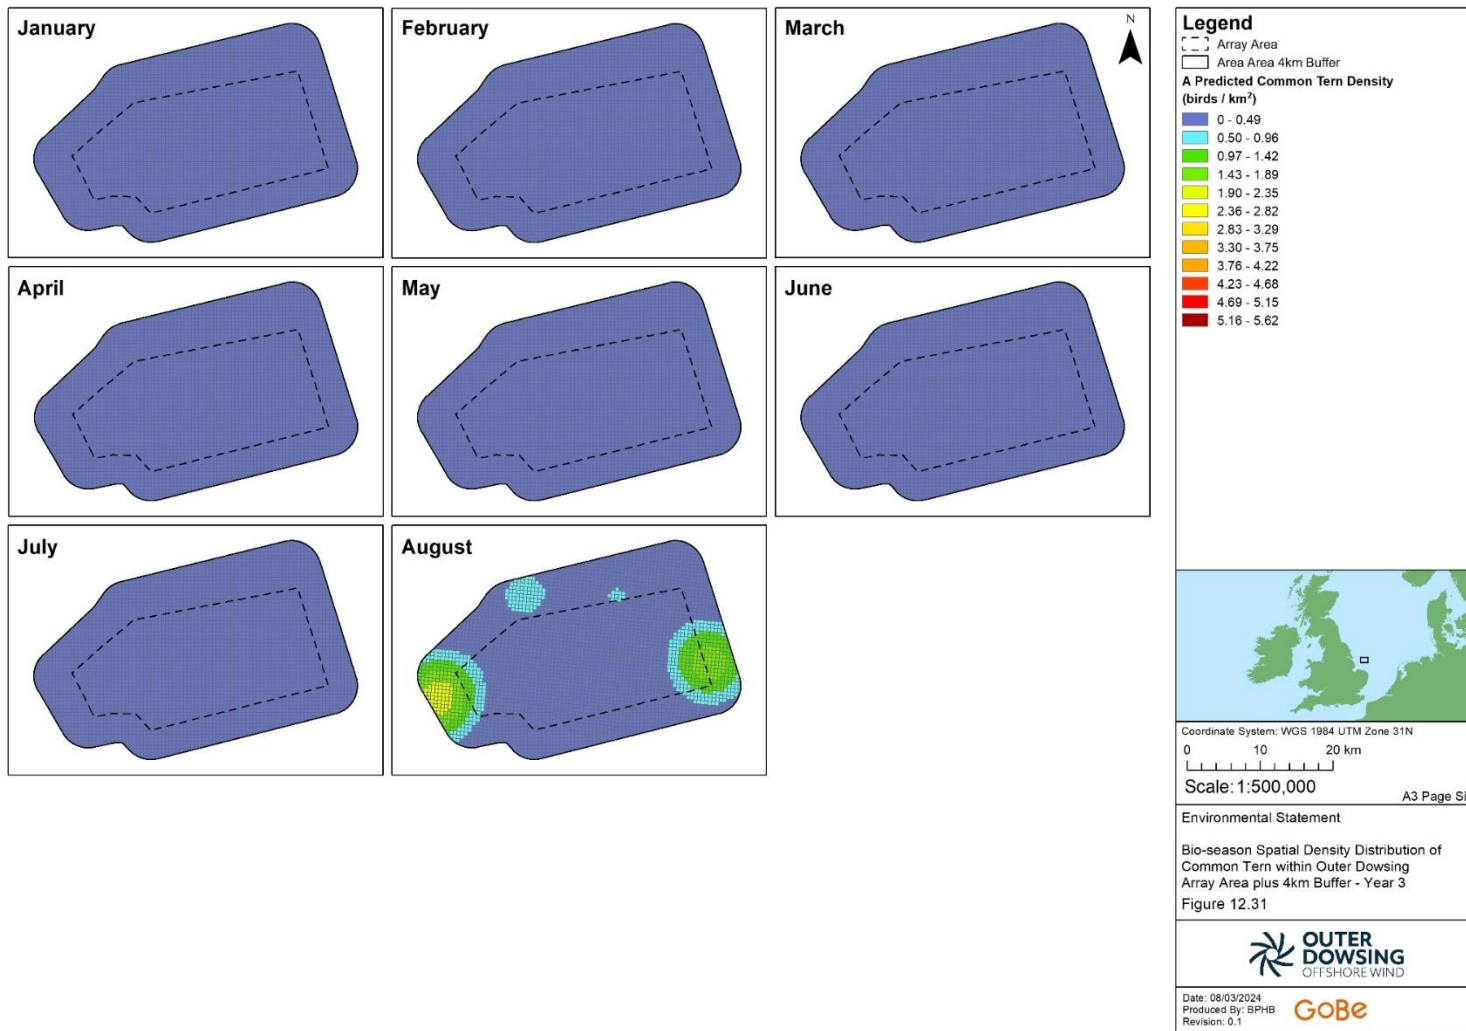 January
February
March
N
April
May
June
July
August
Legend
Array Area
Area Area 4km Buffer
A Predicted Common Tern Density
(birds / km²)
0 - 0.49
0.50 - 0.96
0.97 - 1.42
1.43 - 1.89
1.90 - 2.35
2.36 - 2.82
2.83 - 3.29
3.30 - 3.75
3.76 - 4.22
4.23 - 4.68
4.69 - 5.15
5.16 - 5.62
Coordinate System: WGS 1984 UTM Zone 31N
0 10 20 km
Scale: 1:500,000
A3 Page Si
Environmental Statement
Bio-season Spatial Density Distribution of
Common Tern within Outer Dowsing
Array Area plus 4km Buffer - Year 3
Figure 12.31
OUTER
DOWSING
OFFSHORE WIND
Date: 08/03/2024
Produced By: BPHB
Revision: 0.1
GoBe